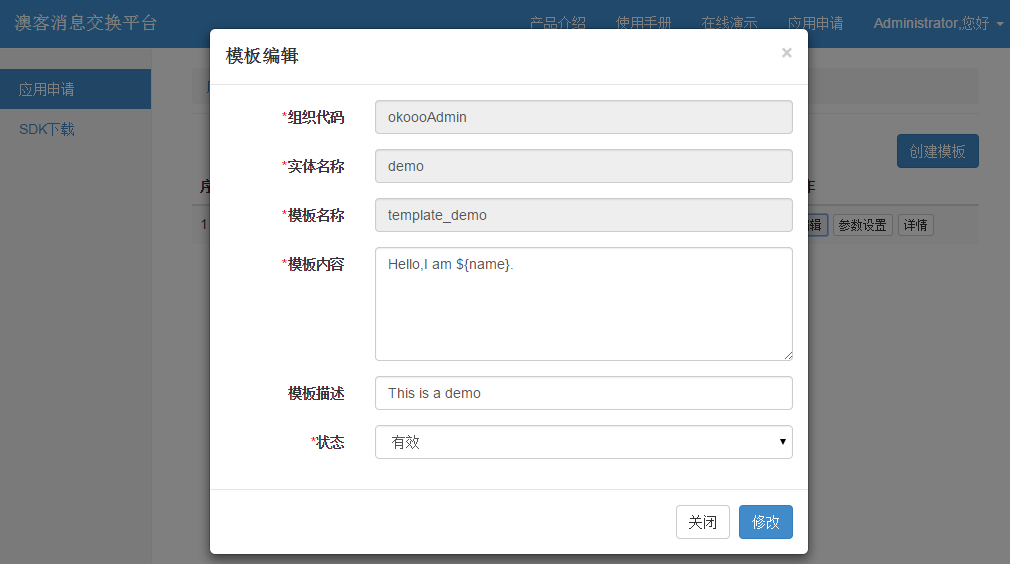 澳客消息交换平台
产品介绍 使用手册 在线演示 应用申请 Administrator,您好
应用申请
SDK下载
模板编辑 ×
*组织代码 okoooAdmin
*实体名称 demo
*模板名称 template_demo
*模板内容 Hello,I am ${name}.
模板描述 This is a demo
*状态 有效
关闭 修改
创建模板
1 辑 参数设置 详情